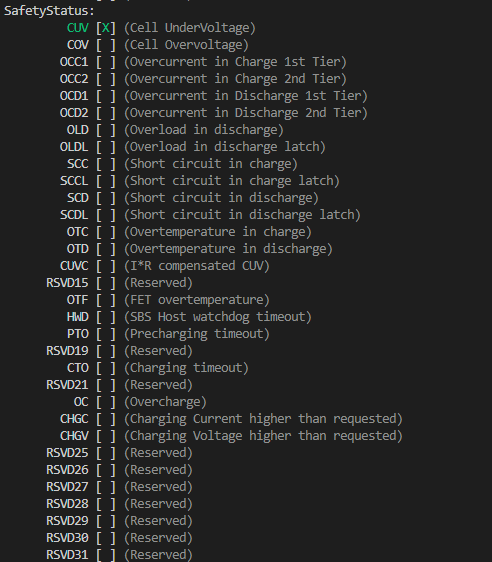 SafetyStatus:
CUV [X] (Cell UnderVoltage)
COV [ ] (Cell Overvoltage)
OCC1 [ ] (Overcurrent in Charge 1st Tier)
OCC2 [ ] (Overcurrent in Charge 2nd Tier)
OCD1 [ ] (Overcurrent in Discharge 1st Tier)
OCD2 [ ] (Overcurrent in Discharge 2nd Tier)
OLD [ ] (Overload in discharge)
OLDL [ ] (Overload in discharge latch)
SCC [ ] (Short circuit in charge)
SCCL [ ] (Short circuit in charge latch)
SCD [ ] (Short circuit in discharge)
SCDL [ ] (Short circuit in discharge latch)
OTC [ ] (Overtemperature in charge)
OTD [ ] (Overtemperature in discharge)
CUVC [ ] (I*R compensated CUV)
RSVD15 [ ] (Reserved)
OTF [ ] (FET overtemperature)
HWD [ ] (SBS Host watchdog timeout)
PTO [ ] (Precharging timeout)
RSVD19 [ ] (Reserved)
CTO [ ] (Charging timeout)
RSVD21 [ ] (Reserved)
OC [ ] (Overcharge)
CHGC [ ] (Charging Current higher than requested)
CHGV [ ] (Charging Voltage higher than requested)
RSVD25 [ ] (Reserved)
RSVD26 [ ] (Reserved)
RSVD27 [ ] (Reserved)
RSVD28 [ ] (Reserved)
RSVD29 [ ] (Reserved)
RSVD30 [ ] (Reserved)
RSVD31 [ ] (Reserved)